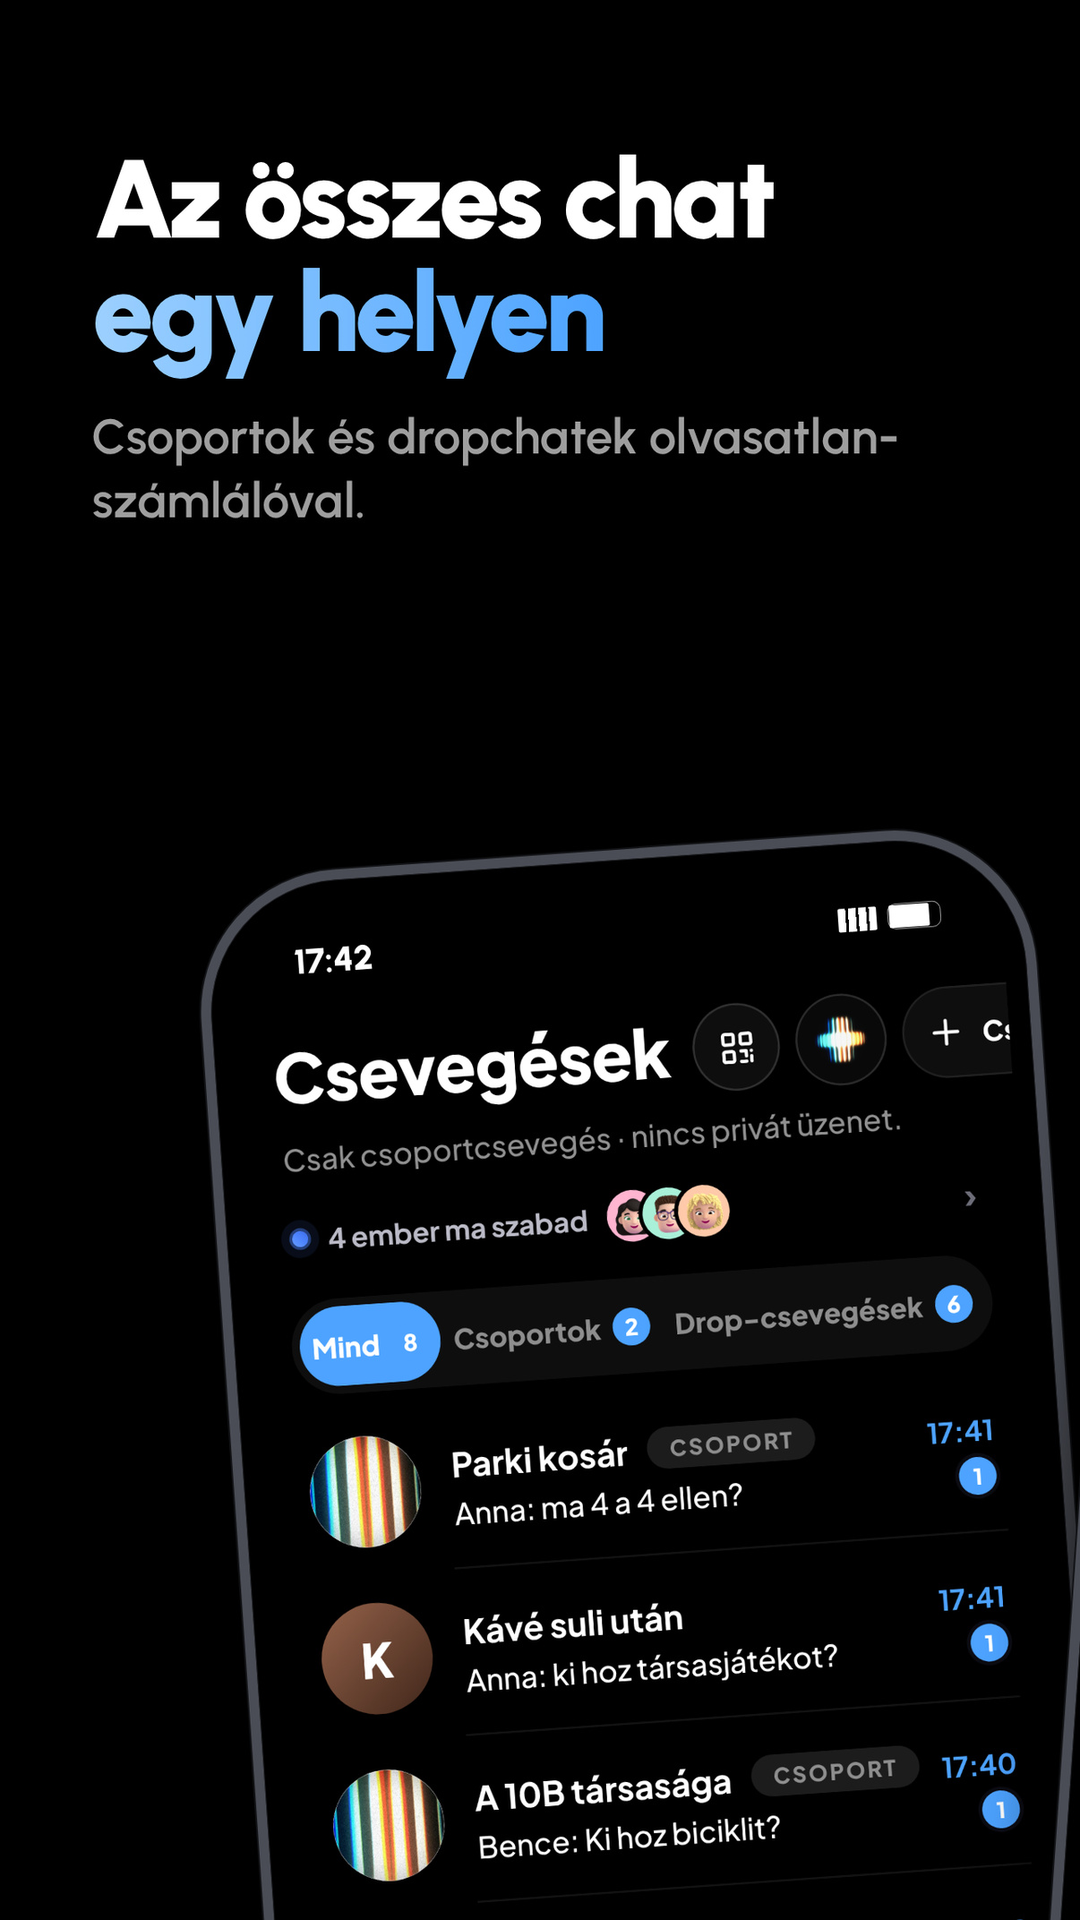 Az összes chat
egy helyen
Csoportok és dropchatek olvasatlan-
számlálóval.
17:42
Csevegések
Csak csoportcsevegés · nincs privát üzenet.
4 ember ma szabad
Mind 8 Csoportok 2 Drop-csevegések 6
Parki kosár CSOPORT 17:41
Anna: ma 4 a 4 ellen? 1
Kávé suli után 17:41
K
Anna: ki hoz társasjátékot? 1
A 10B társasága CSOPORT 17:40
Bence: Ki hoz biciklit? 1